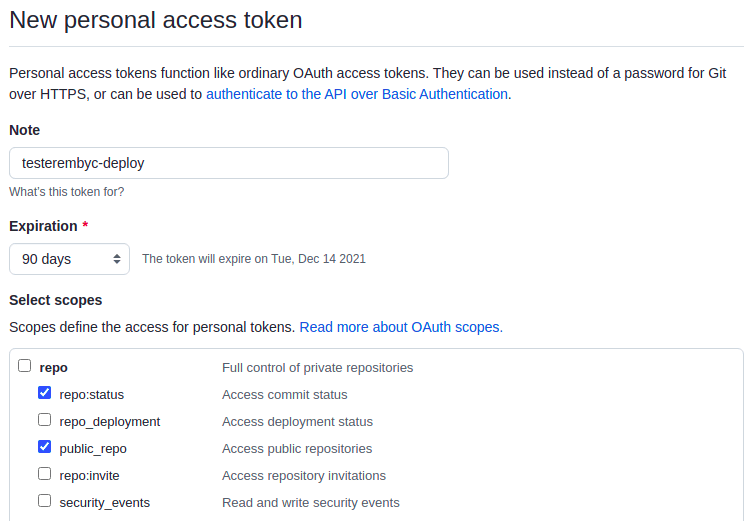 New personal access token
Personal access tokens function like ordinary OAuth access tokens. They can be used instead of a password for Git
over HTTPS, or can be used to authenticate to the API over Basic Authentication.
Note
testerembyc-deploy
What's this token for?
Expiration *
90 days The token will expire on Tue, Dec 14 2021
Select scopes
Scopes define the access for personal tokens. Read more about OAuth scopes.
repo Full control of private repositories
repo:status Access commit status
repo_deployment Access deployment status
public_repo Access public repositories
repo:invite Access repository invitations
security_events Read and write security events